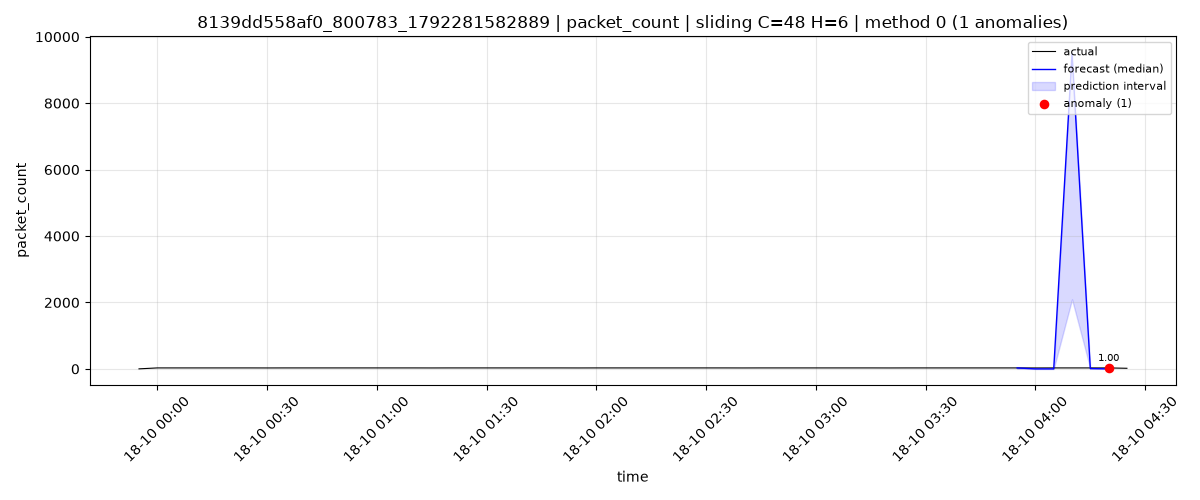 8139dd558af0_800783_1792281582889 | packet_count | sliding C=48 H=6 | method 0 (1 anomalies)
actual
forecast (median)
prediction interval
anomaly (1)
packet_count
10000
8000
6000
4000
2000
0
1.00
18-10 00:00
18-10 00:30
18-10 01:00
18-10 01:30
18-10 02:00
18-10 02:30
18-10 03:00
18-10 03:30
18-10 04:00
18-10 04:30
time